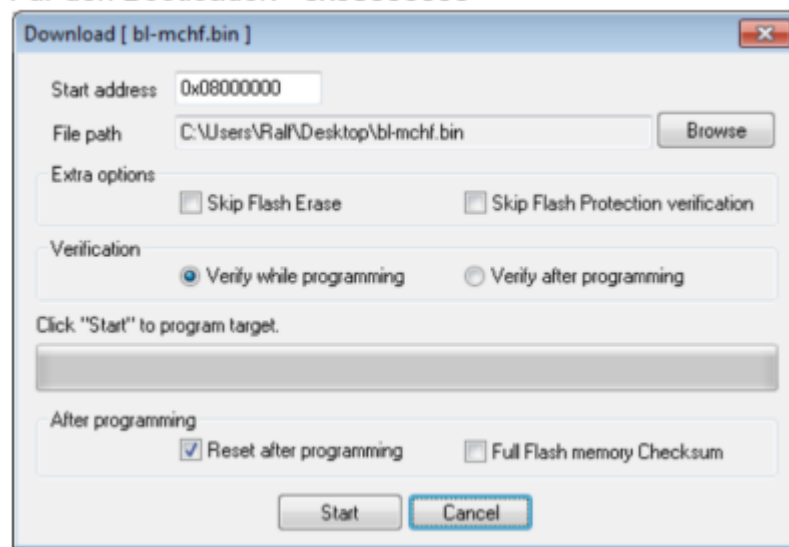 Download [ bl-mchf.bin ]
Start address 0x08000000
File path C:\Users\Ralf\Desktop\bl-mchf.bin Browse
Extra options
Skip Flash Erase Skip Flash Protection verification
Verification
Verify while programming Verify after programming
Click "Start" to program target.
After programming
Reset after programming Full Flash memory Checksum
Start Cancel